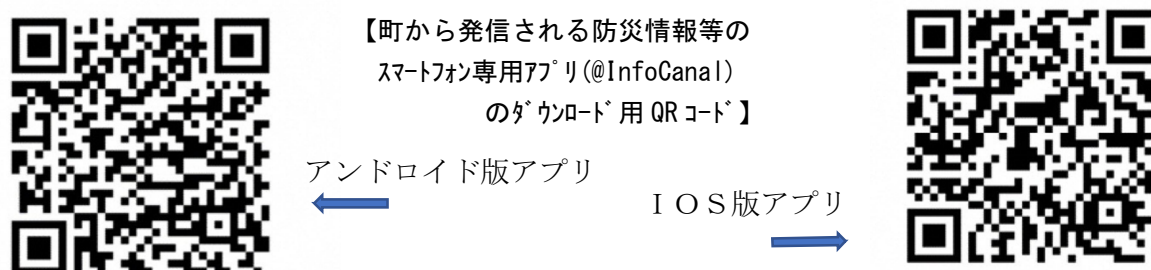 【町から発信される防災情報等の
ｽﾏｰﾄﾌｫﾝ専用ｱﾌﾟﾘ(@InfoCanal)
のﾀﾞｳﾝﾛｰﾄﾞ用QRｺｰﾄﾞ】
アンドロイド版アプリ
ＩＯＳ版アプリ